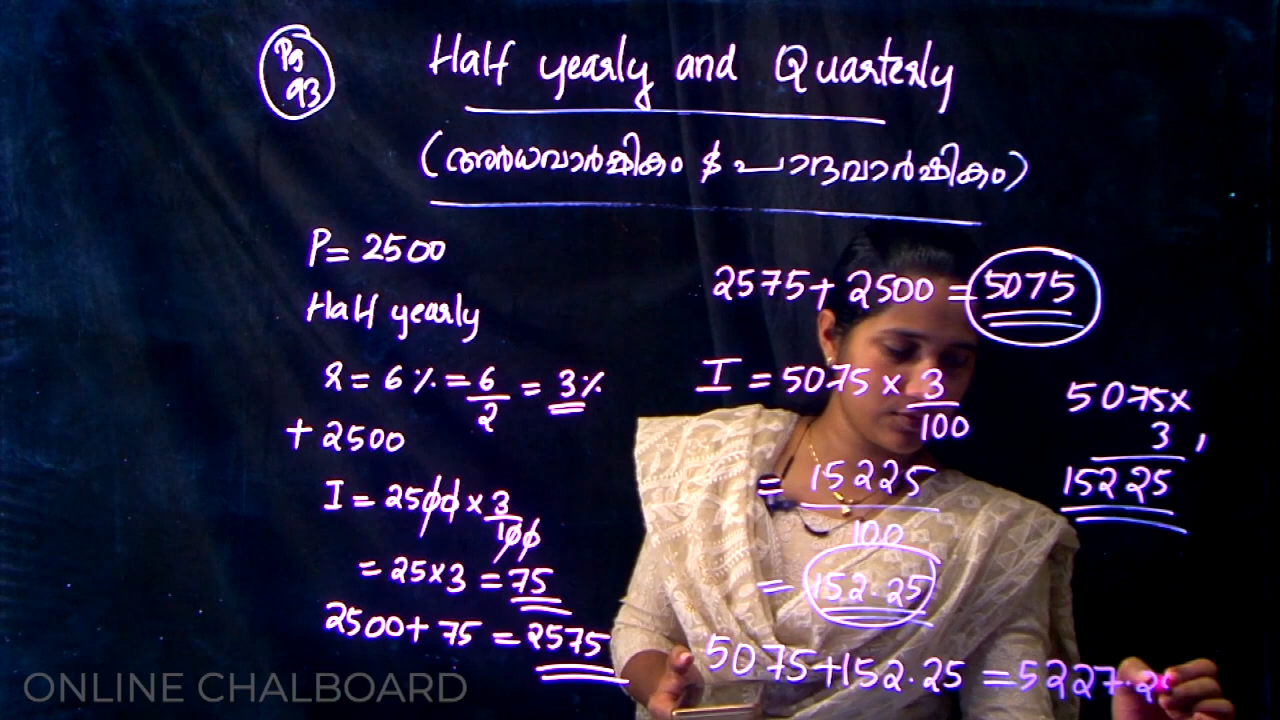 Pg 93
Half yearly and Quarterly
(അർധവാർഷികം & പാദവാർഷികം)
P = 2500
Half yearly
r = 6% = 6/2 = 3%
+ 2500
I = 2500 × 3/100
= 25×3 = 75
2500+ 75 = 2575
2575+ 2500 = 5075
I = 5075 × 3/100
= 15225/100
= 152.25
5075+152.25 = 5227.2
5075×
3
15225
ONLINE CHALBOARD